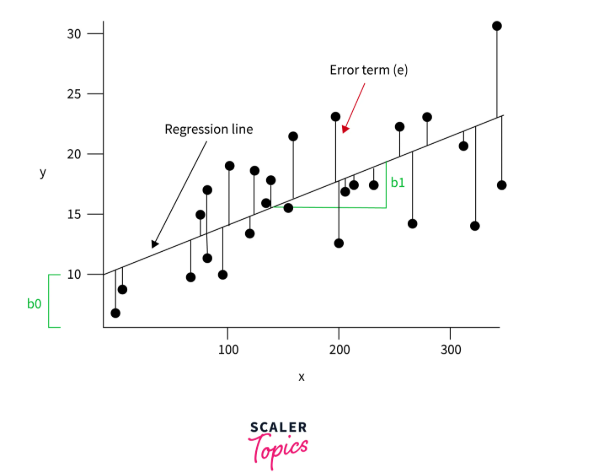 30
Error term (e)
25
Regression line
20
y
b1
15
10
b0
100
200
300
x
SCALER
Topics